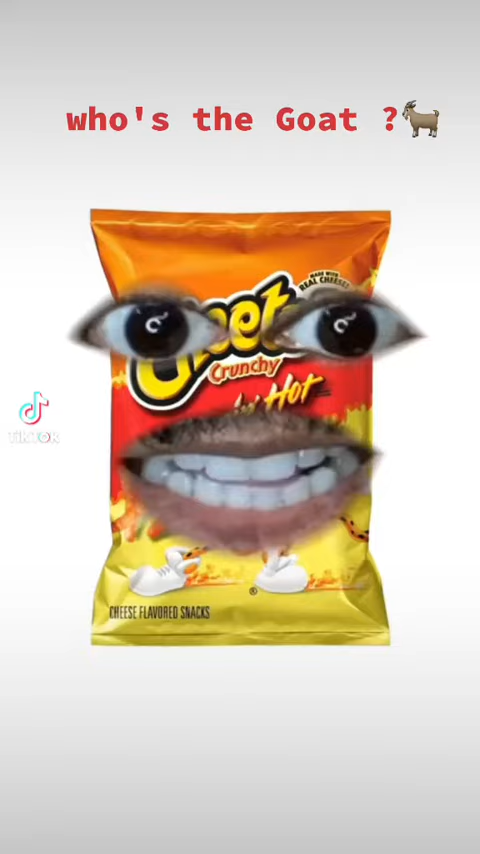 who's the Goat ?🐐
MADE WITH
REAL CHEESE!
Crunchy
Hot
TikTok
®
CHEESE FLAVORED SNACKS